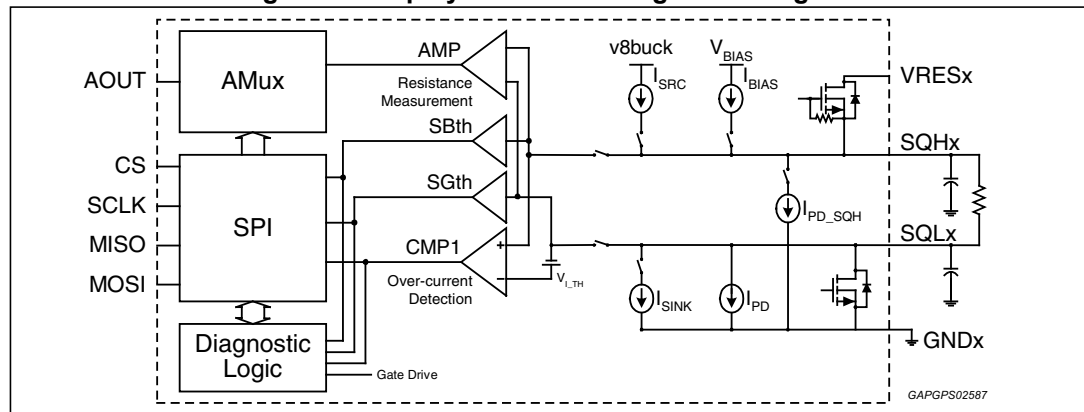 AOUT
AMux
AMP
Resistance
Measurement
v8buck
I_SRC
V_BIAS
I_BIAS
VRESx
SBth
CS
SCLK
MISO
MOSI
SPI
SGth
SQHx
I_PD_SQH
CMP1
+
–
Over-current
Detection
V_I_TH
SQLx
I_SINK
I_PD
GNDx
Diagnostic
Logic
Gate Drive
GAPGPS02587